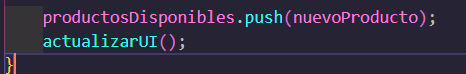 productosDisponibles.push(nuevoProducto);
actualizarUI();
}